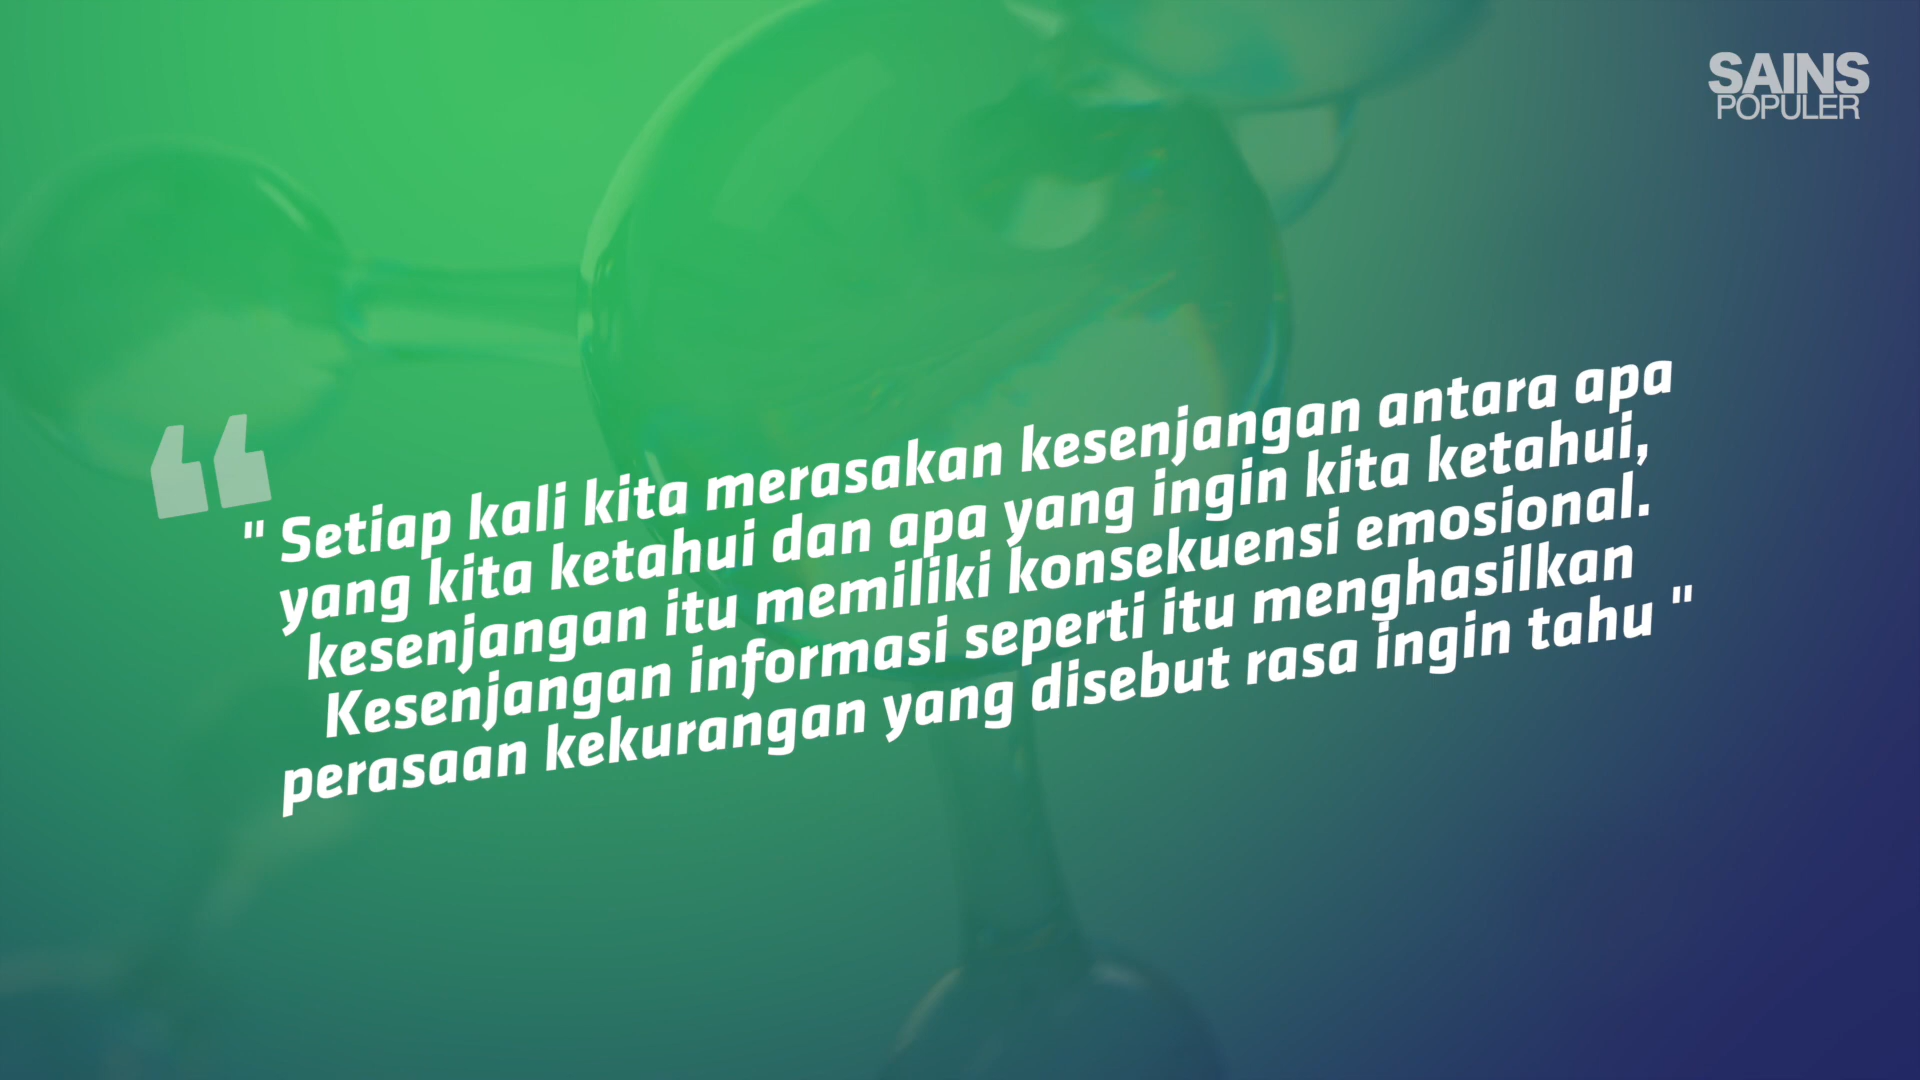 SAINS
POPULER
" Setiap kali kita merasakan kesenjangan antara apa
yang kita ketahui dan apa yang ingin kita ketahui,
kesenjangan itu memiliki konsekuensi emosional.
Kesenjangan informasi seperti itu menghasilkan
perasaan kekurangan yang disebut rasa ingin tahu "